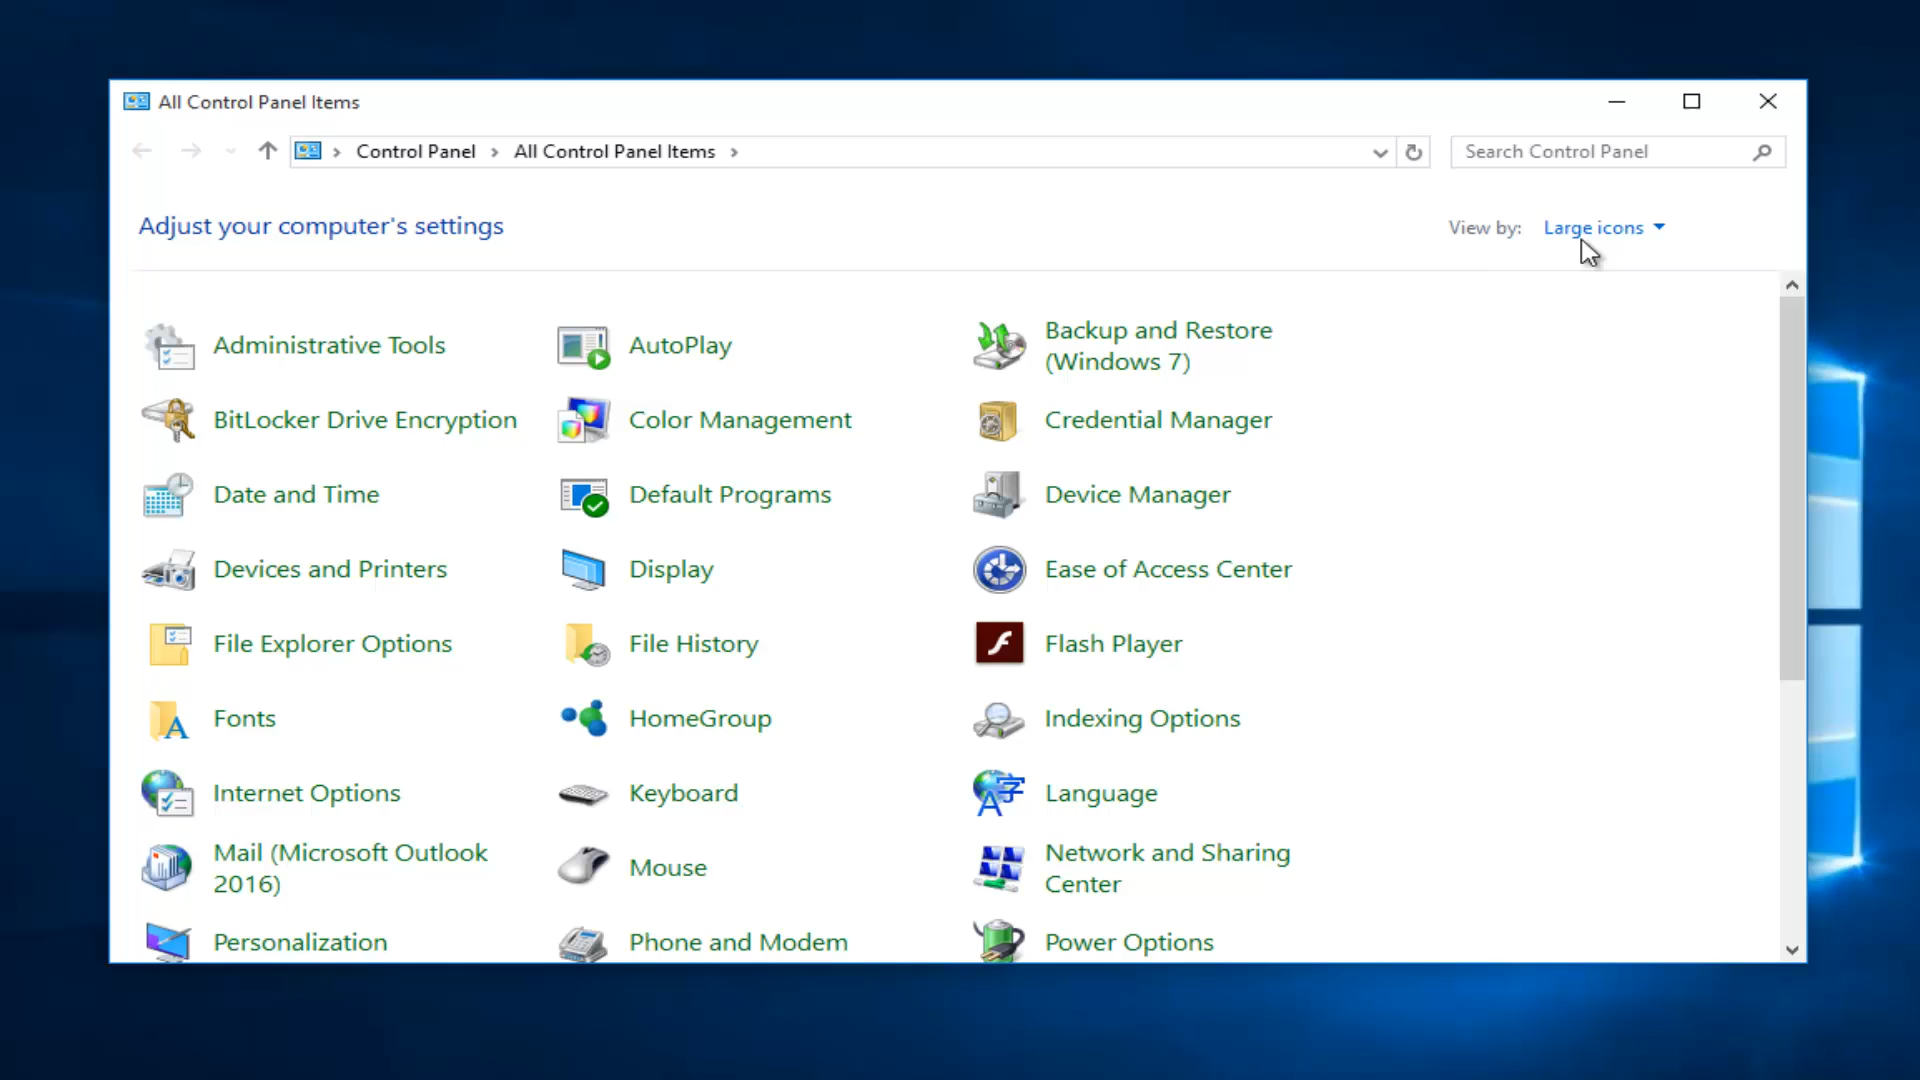 All Control Panel Items
Control Panel
All Control Panel Items
Search Control Panel
Adjust your computer's settings
View by:
Large icons
Administrative Tools
AutoPlay
Backup and Restore
(Windows 7)
BitLocker Drive Encryption
Color Management
Credential Manager
Date and Time
Default Programs
Device Manager
Devices and Printers
Display
Ease of Access Center
File Explorer Options
File History
Flash Player
Fonts
HomeGroup
Indexing Options
Internet Options
Keyboard
Language
Mail (Microsoft Outlook
2016)
Mouse
Network and Sharing
Center
Personalization
Phone and Modem
Power Options